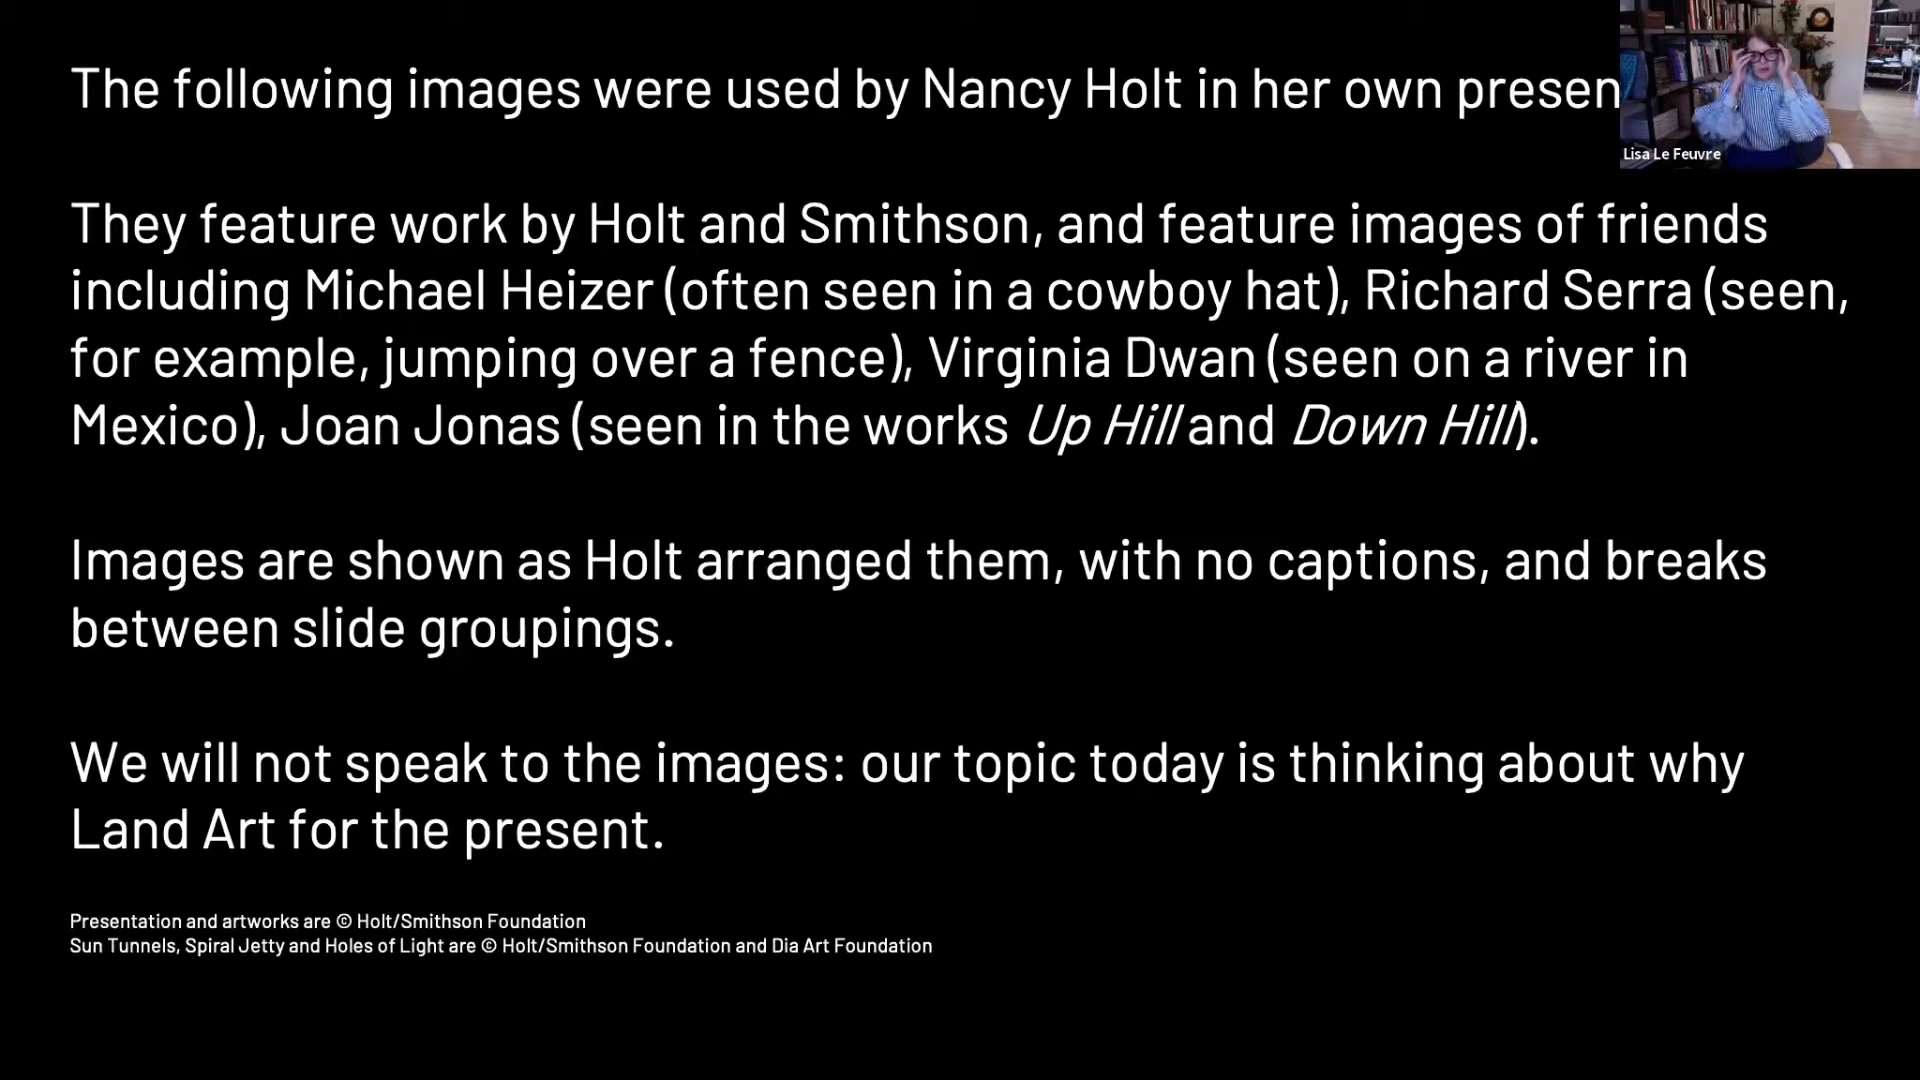 The following images were used by Nancy Holt in her own presen
Lisa Le Feuvre
They feature work by Holt and Smithson, and feature images of friends
including Michael Heizer (often seen in a cowboy hat), Richard Serra (seen,
for example, jumping over a fence), Virginia Dwan (seen on a river in
Mexico), Joan Jonas (seen in the works Up Hill and Down Hill).
Images are shown as Holt arranged them, with no captions, and breaks
between slide groupings.
We will not speak to the images: our topic today is thinking about why
Land Art for the present.
Presentation and artworks are © Holt/Smithson Foundation
Sun Tunnels, Spiral Jetty and Holes of Light are © Holt/Smithson Foundation and Dia Art Foundation